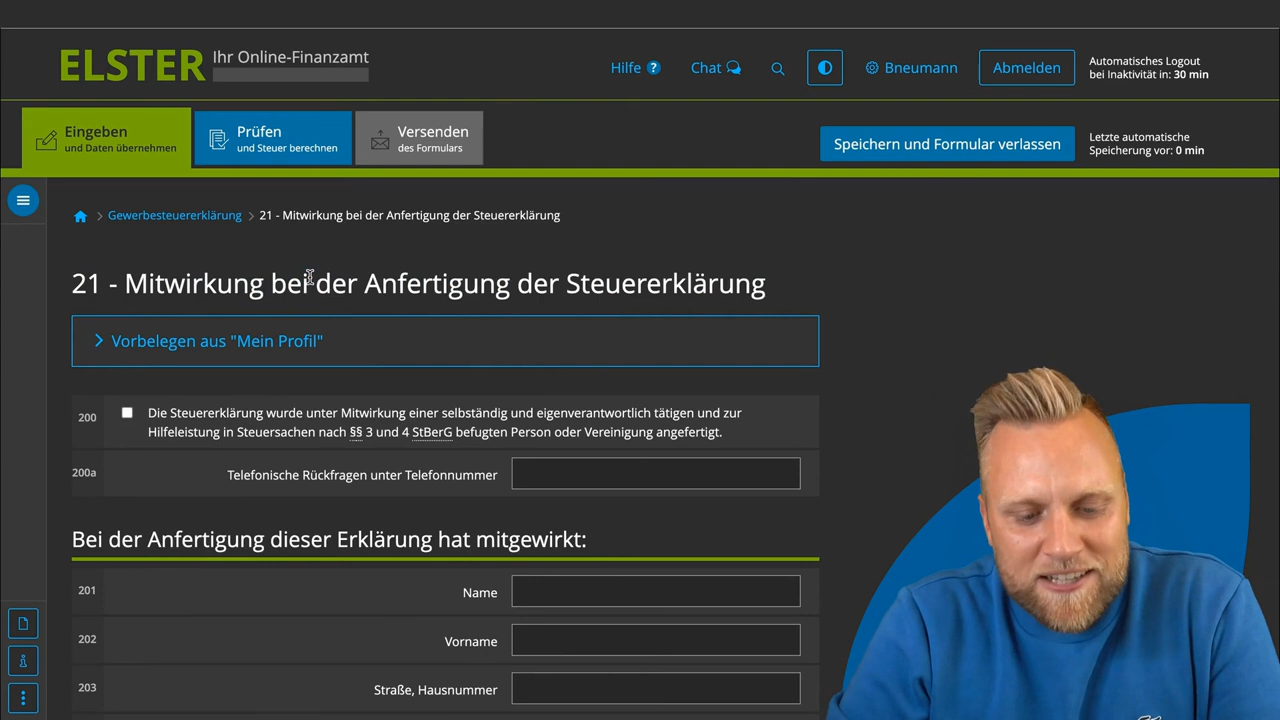 ELSTER
Ihr Online-Finanzamt
Hilfe ?
Chat
Bneumann
Abmelden
Automatisches Logout
bei Inaktivität in: 30 min
Eingeben
und Daten übernehmen
Prüfen
und Steuer berechnen
Versenden
des Formulars
Speichern und Formular verlassen
Letzte automatische
Speicherung vor: 0 min
Gewerbesteuererklärung > 21 - Mitwirkung bei der Anfertigung der Steuererklärung
21 - Mitwirkung bei der Anfertigung der Steuererklärung
Vorbelegen aus "Mein Profil"
200 Die Steuererklärung wurde unter Mitwirkung einer selbständig und eigenverantwortlich tätigen und zur
Hilfeleistung in Steuersachen nach §§ 3 und 4 StBerG befugten Person oder Vereinigung angefertigt.
200a Telefonische Rückfragen unter Telefonnummer
Bei der Anfertigung dieser Erklärung hat mitgewirkt:
201 Name
202 Vorname
203 Straße, Hausnummer